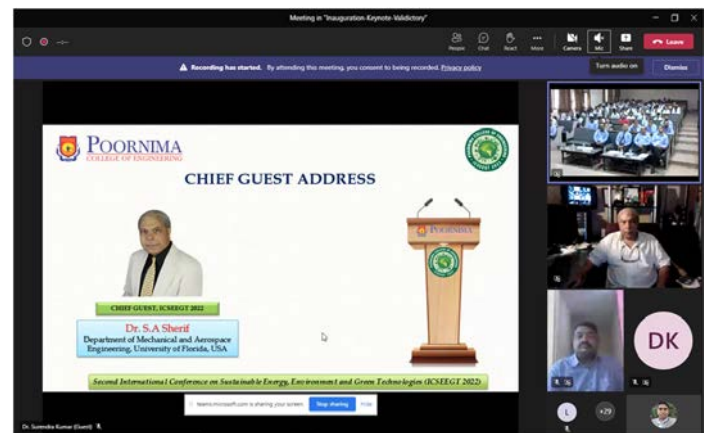 Meeting in "Inauguration-Keynote-Validictory"
People
Chat
React
More
Camera
Mic
Share
Leave
Recording has started. By attending this meeting, you consent to being recorded. Privacy policy
Turn audio on
Dismiss
POORNIMA
COLLEGE OF ENGINEERING
CHIEF GUEST ADDRESS
POORNIMA
CHIEF GUEST, ICSEEGT 2022
Dr. S.A Sherif
Department of Mechanical and Aerospace
Engineering, University of Florida, USA
Second International Conference on Sustainable Energy, Environment and Green Technologies (ICSEEGT 2022)
teams.microsoft.com is sharing your screen.
Stop sharing
Hide
Dr. Surendra Kumar (Guest)
DK
L
+29